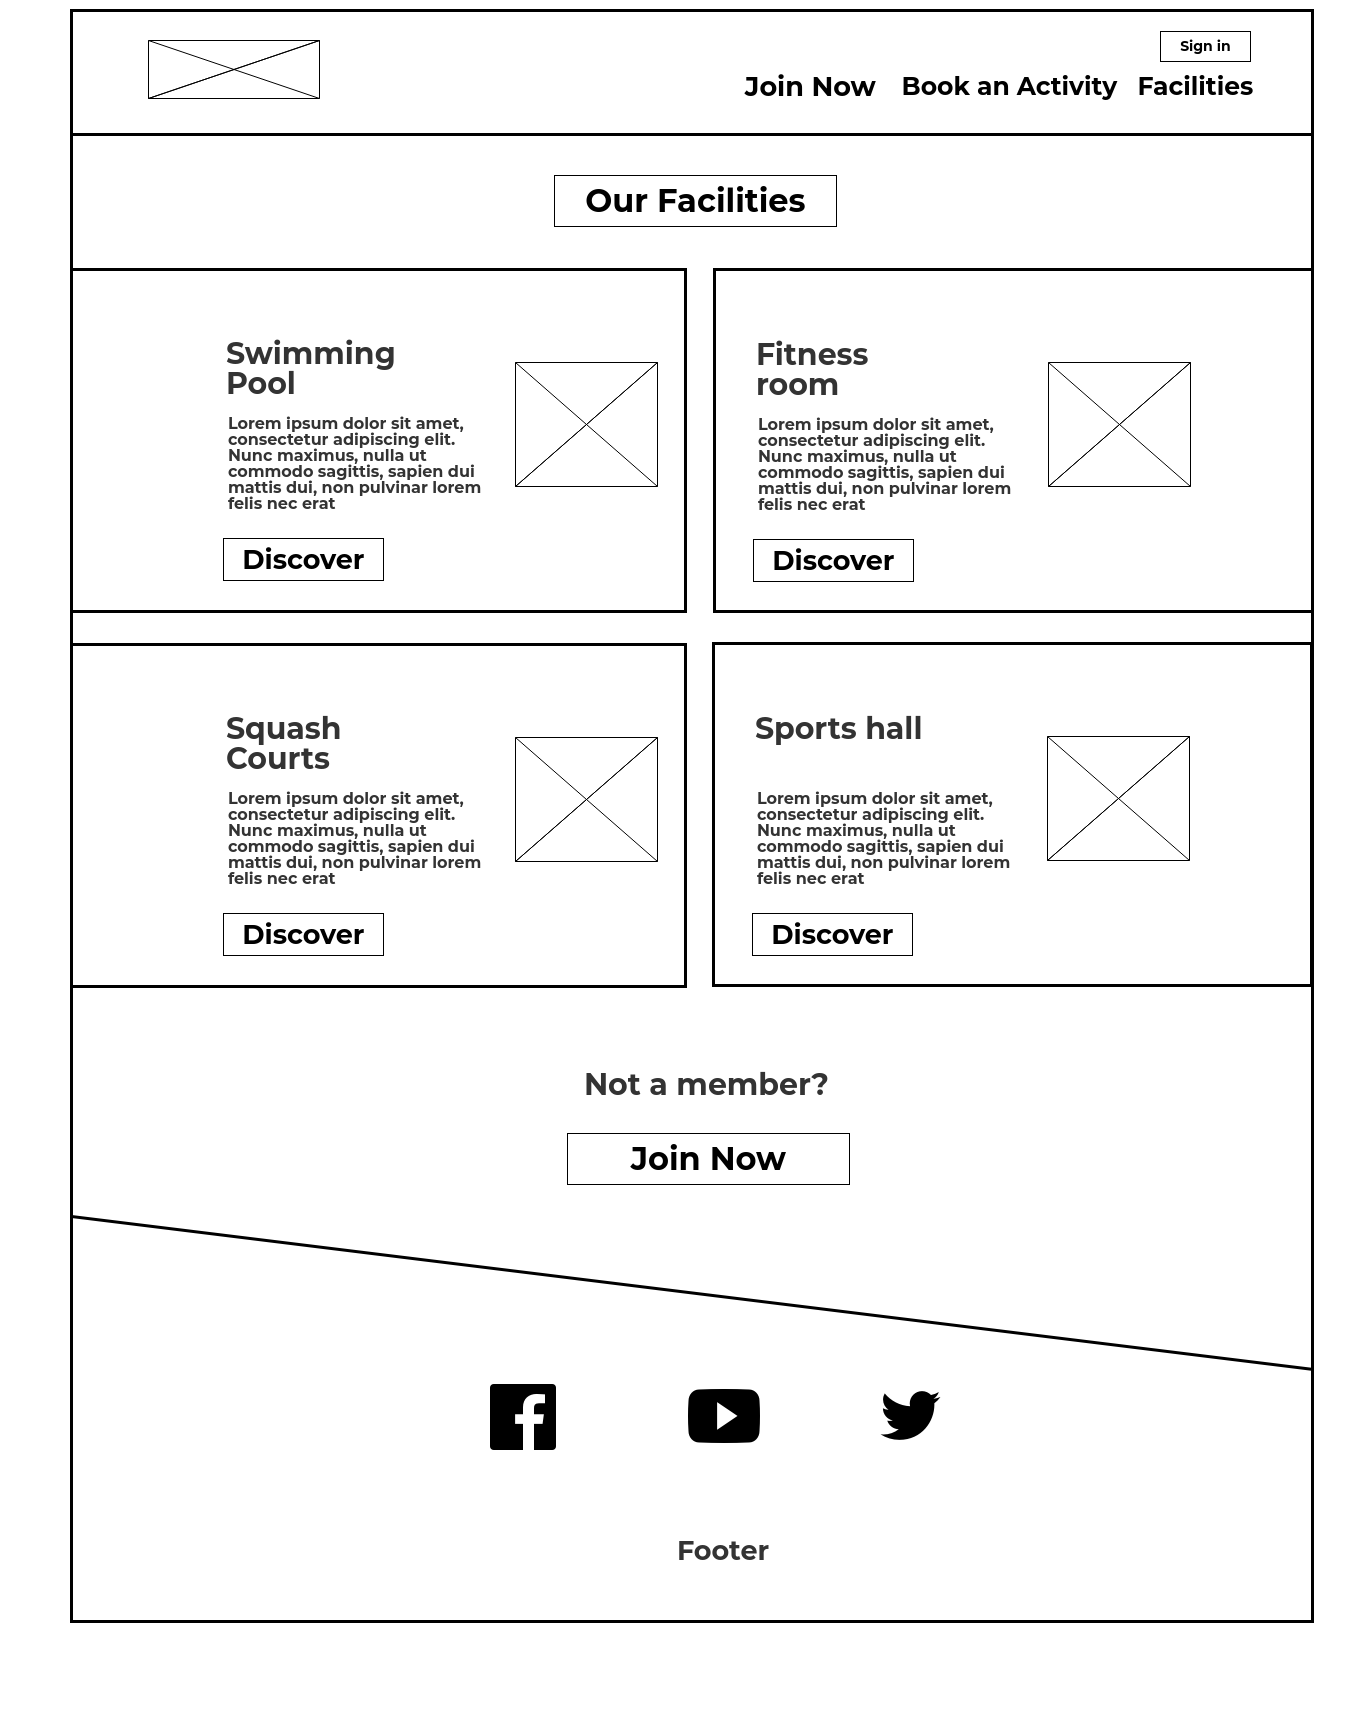 Sign in
Join Now Book an Activity Facilities
Our Facilities
Swimming
Pool
Lorem ipsum dolor sit amet,
consectetur adipiscing elit.
Nunc maximus, nulla ut
commodo sagittis, sapien dui
mattis dui, non pulvinar lorem
felis nec erat
Discover
Fitness
room
Lorem ipsum dolor sit amet,
consectetur adipiscing elit.
Nunc maximus, nulla ut
commodo sagittis, sapien dui
mattis dui, non pulvinar lorem
felis nec erat
Discover
Squash
Courts
Lorem ipsum dolor sit amet,
consectetur adipiscing elit.
Nunc maximus, nulla ut
commodo sagittis, sapien dui
mattis dui, non pulvinar lorem
felis nec erat
Discover
Sports hall
Lorem ipsum dolor sit amet,
consectetur adipiscing elit.
Nunc maximus, nulla ut
commodo sagittis, sapien dui
mattis dui, non pulvinar lorem
felis nec erat
Discover
Not a member?
Join Now
Footer